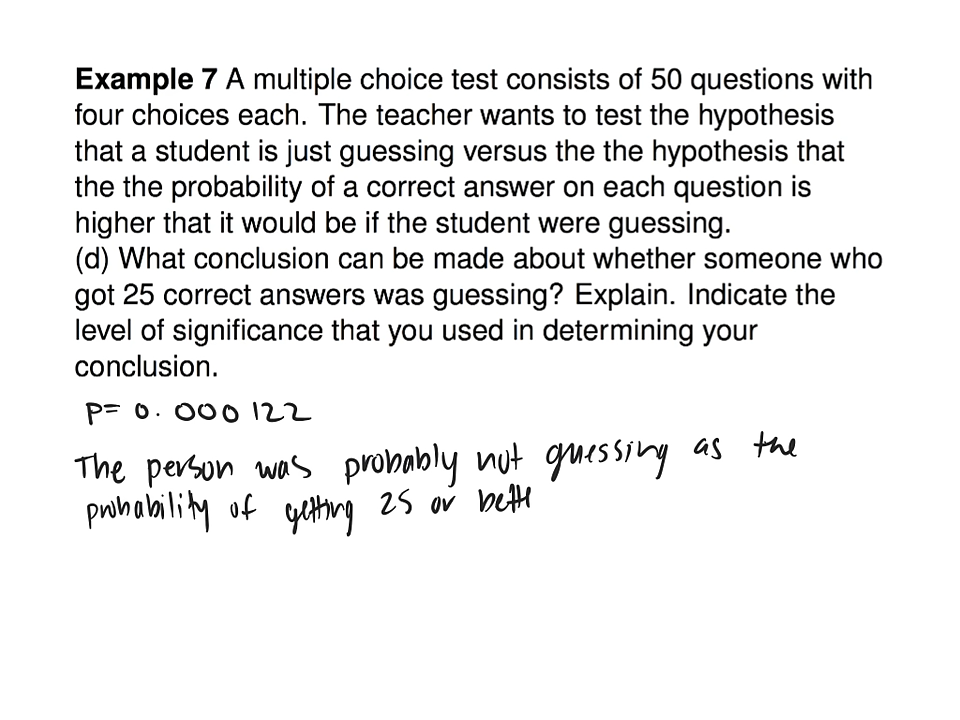 Example 7 A multiple choice test consists of 50 questions with
four choices each. The teacher wants to test the hypothesis
that a student is just guessing versus the the hypothesis that
the the probability of a correct answer on each question is
higher that it would be if the student were guessing.
(d) What conclusion can be made about whether someone who
got 25 correct answers was guessing? Explain. Indicate the
level of significance that you used in determining your
conclusion.
P= 0.000122
The person was probably not guessing as the
probability of getting 25 or bette